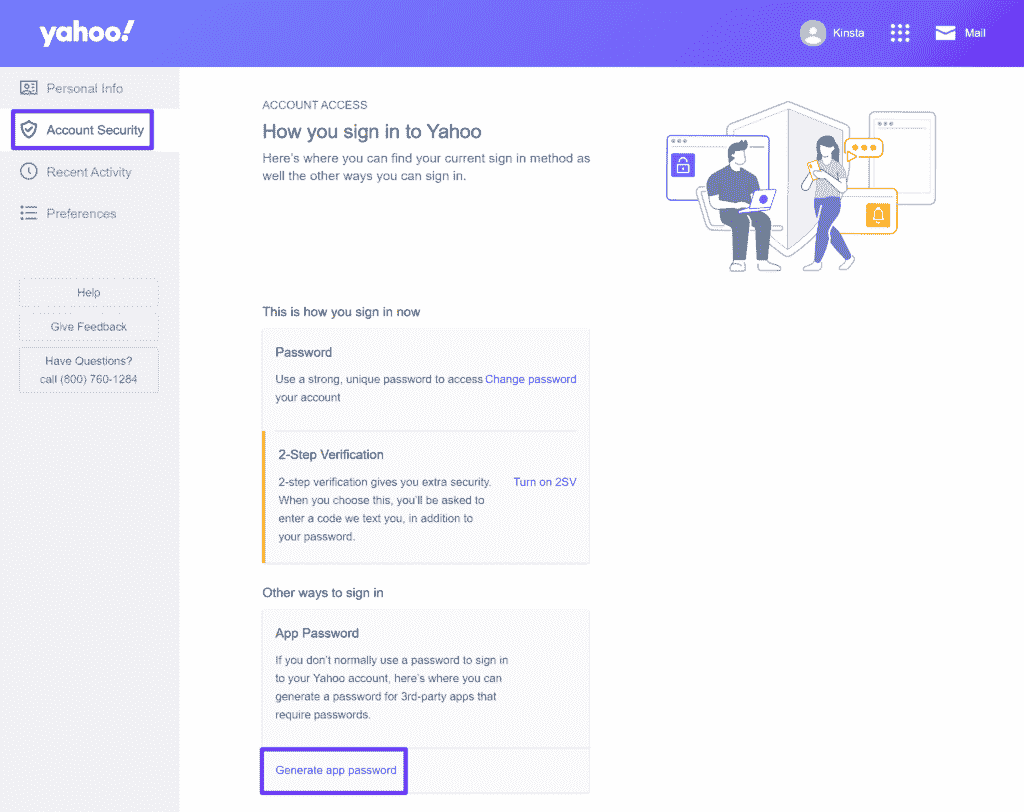 yahoo!
Kinsta
Mail
Personal Info
Account Security
Recent Activity
Preferences
Help
Give Feedback
Have Questions?
call (800) 760-1284
ACCOUNT ACCESS
How you sign in to Yahoo
Here's where you can find your current sign in method as
well the other ways you can sign in.
This is how you sign in now
Password
Use a strong, unique password to access Change password
your account
2-Step Verification
2-step verification gives you extra security. Turn on 2SV
When you choose this, you'll be asked to
enter a code we text you, in addition to
your password.
Other ways to sign in
App Password
If you don't normally use a password to sign in
to your Yahoo account, here's where you can
generate a password for 3rd-party apps that
require passwords.
Generate app password